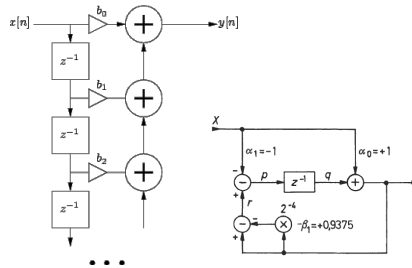 x[n] b₀ y[n]
z⁻¹
b₁
z⁻¹
b₂
z⁻¹
X
α₁=-1 α₀=+1
- p z⁻¹ q +
+ r 2⁻⁴
- - × -β₁=+0,9375
+